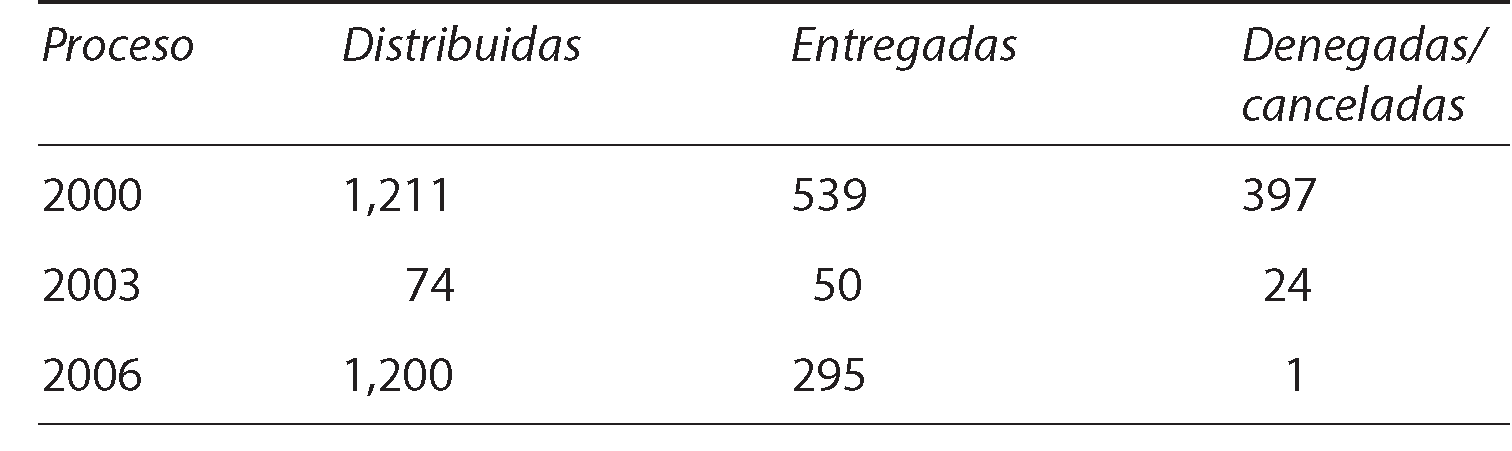 Proceso Distribuidas Entregadas Denegadas/
canceladas
2000 1,211 539 397
2003 74 50 24
2006 1,200 295 1